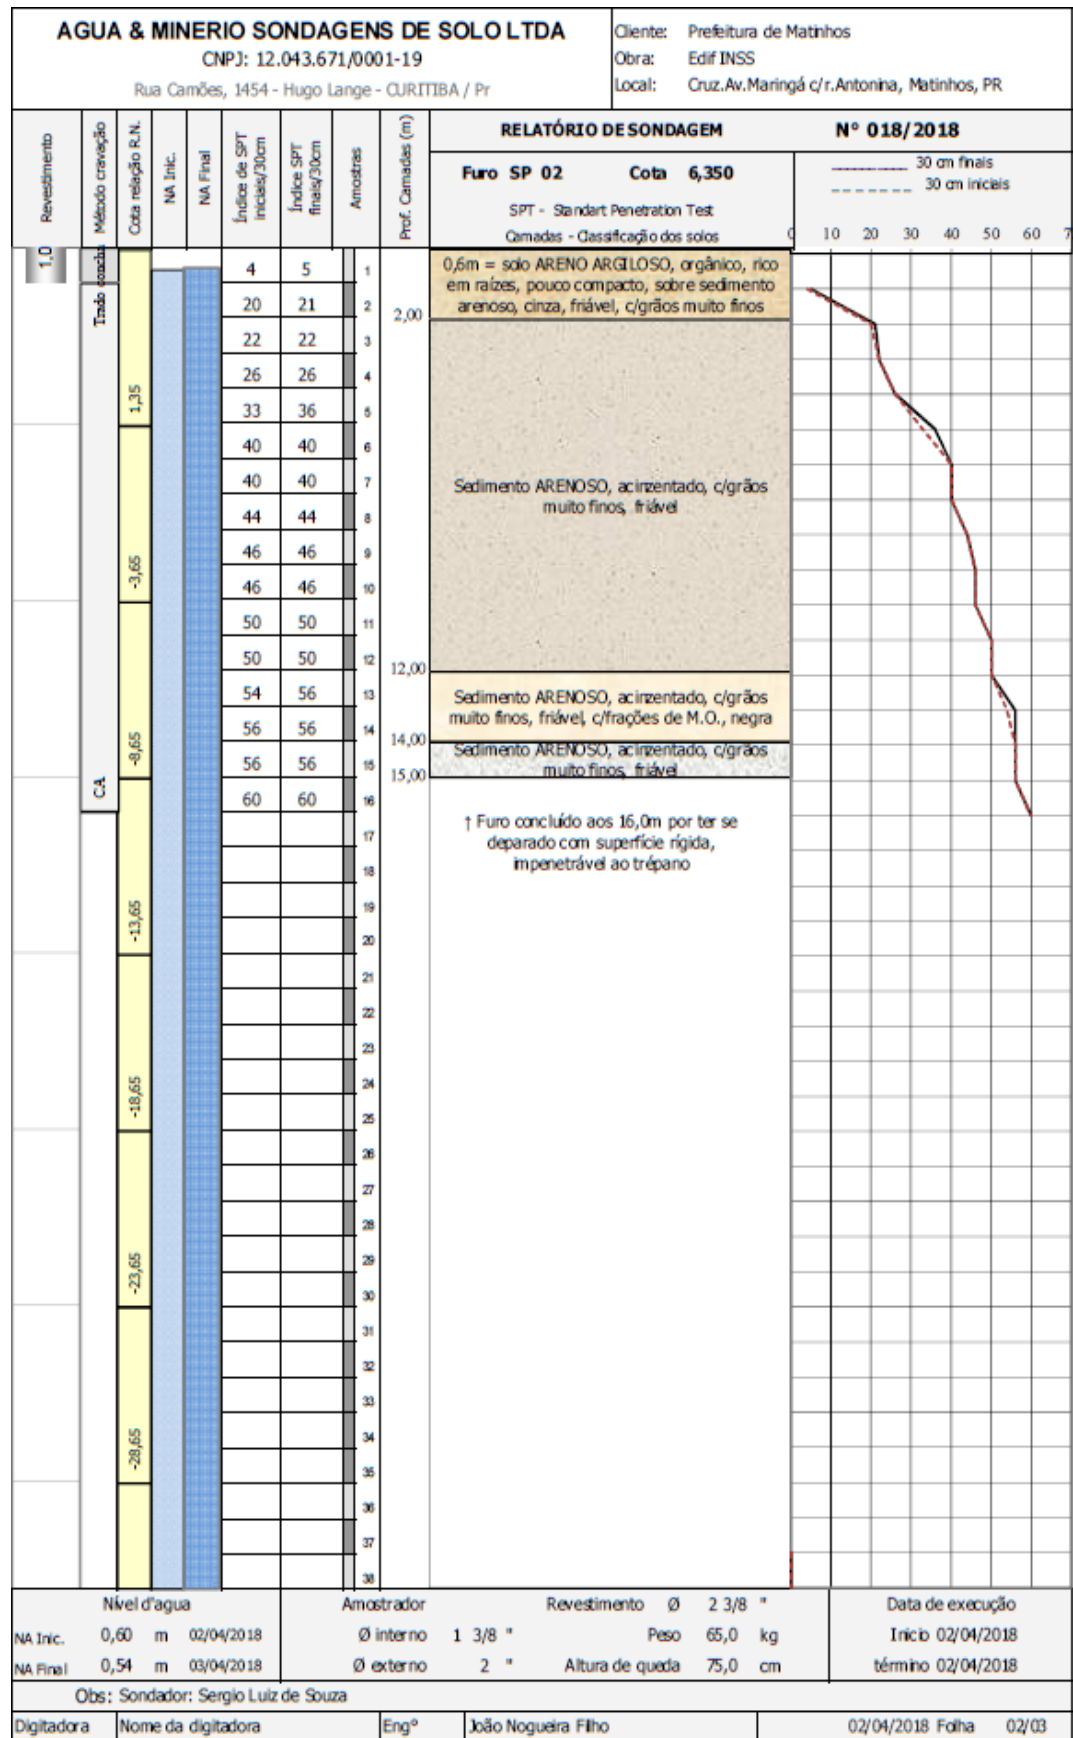 AGUA & MINERIO SONDAGENS DE SOLO LTDA
CNPJ: 12.043.671/0001-19
Rua Camões, 1454 - Hugo Lange - CURITIBA / Pr
Cliente: Prefeitura de Matinhos
Obra: Edif INSS
Local: Cruz.Av.Maringá c/r.Antonina, Matinhos, PR
Revestimento
Método cravação
Cota relação R.N.
NA Inic.
NA Final
Índice de SPT iniciais/30cm
Índice SPT finais/30cm
Amostras
Prof. Camadas (m)
RELATÓRIO DE SONDAGEM
Nº 018/2018
Furo SP 02 Cota 6,350
SPT - Standart Penetration Test
Camadas - Classificação dos solos
30 cm finais
30 cm iniciais
0 10 20 30 40 50 60 7
1,0
Trado concha
CA
1,35
-3,65
-8,65
-13,65
-18,65
-23,65
-28,65
4 5 1
20 21 2
22 22 3
26 26 4
33 36 5
40 40 6
40 40 7
44 44 8
46 46 9
46 46 10
50 50 11
50 50 12
54 56 13
56 56 14
56 56 15
60 60 16
17
18
19
20
21
22
23
24
25
26
27
28
29
30
31
32
33
34
35
36
37
38
2,00
12,00
14,00
15,00
0,6m = solo ARENO ARGILOSO, orgânico, rico
em raízes, pouco compacto, sobre sedimento
arenoso, cinza, friável, c/grãos muito finos
Sedimento ARENOSO, acinzentado, c/grãos
muito finos, friável
Sedimento ARENOSO, acinzentado, c/grãos
muito finos, friável, c/frações de M.O., negra
Sedimento ARENOSO, acinzentado, c/grãos
muito finos, friável
↑ Furo concluído aos 16,0m por ter se
deparado com superfície rígida,
impenetrável ao trépano
Nível d'agua
NA Inic. 0,60 m 02/04/2018
NA Final 0,54 m 03/04/2018
Amostrador
Ø interno 1 3/8 "
Ø externo 2 "
Revestimento Ø 2 3/8 "
Peso 65,0 kg
Altura de queda 75,0 cm
Data de execução
Inicio 02/04/2018
término 02/04/2018
Obs: Sondador: Sergio Luiz de Souza
Digitadora Nome da digitadora Engº João Nogueira Filho 02/04/2018 Folha 02/03